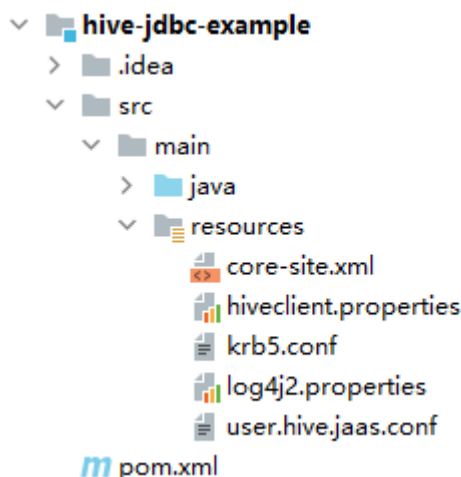 hive-jdbc-example
.idea
src
main
java
resources
core-site.xml
hiveclient.properties
krb5.conf
log4j2.properties
user.hive.jaas.conf
m pom.xml